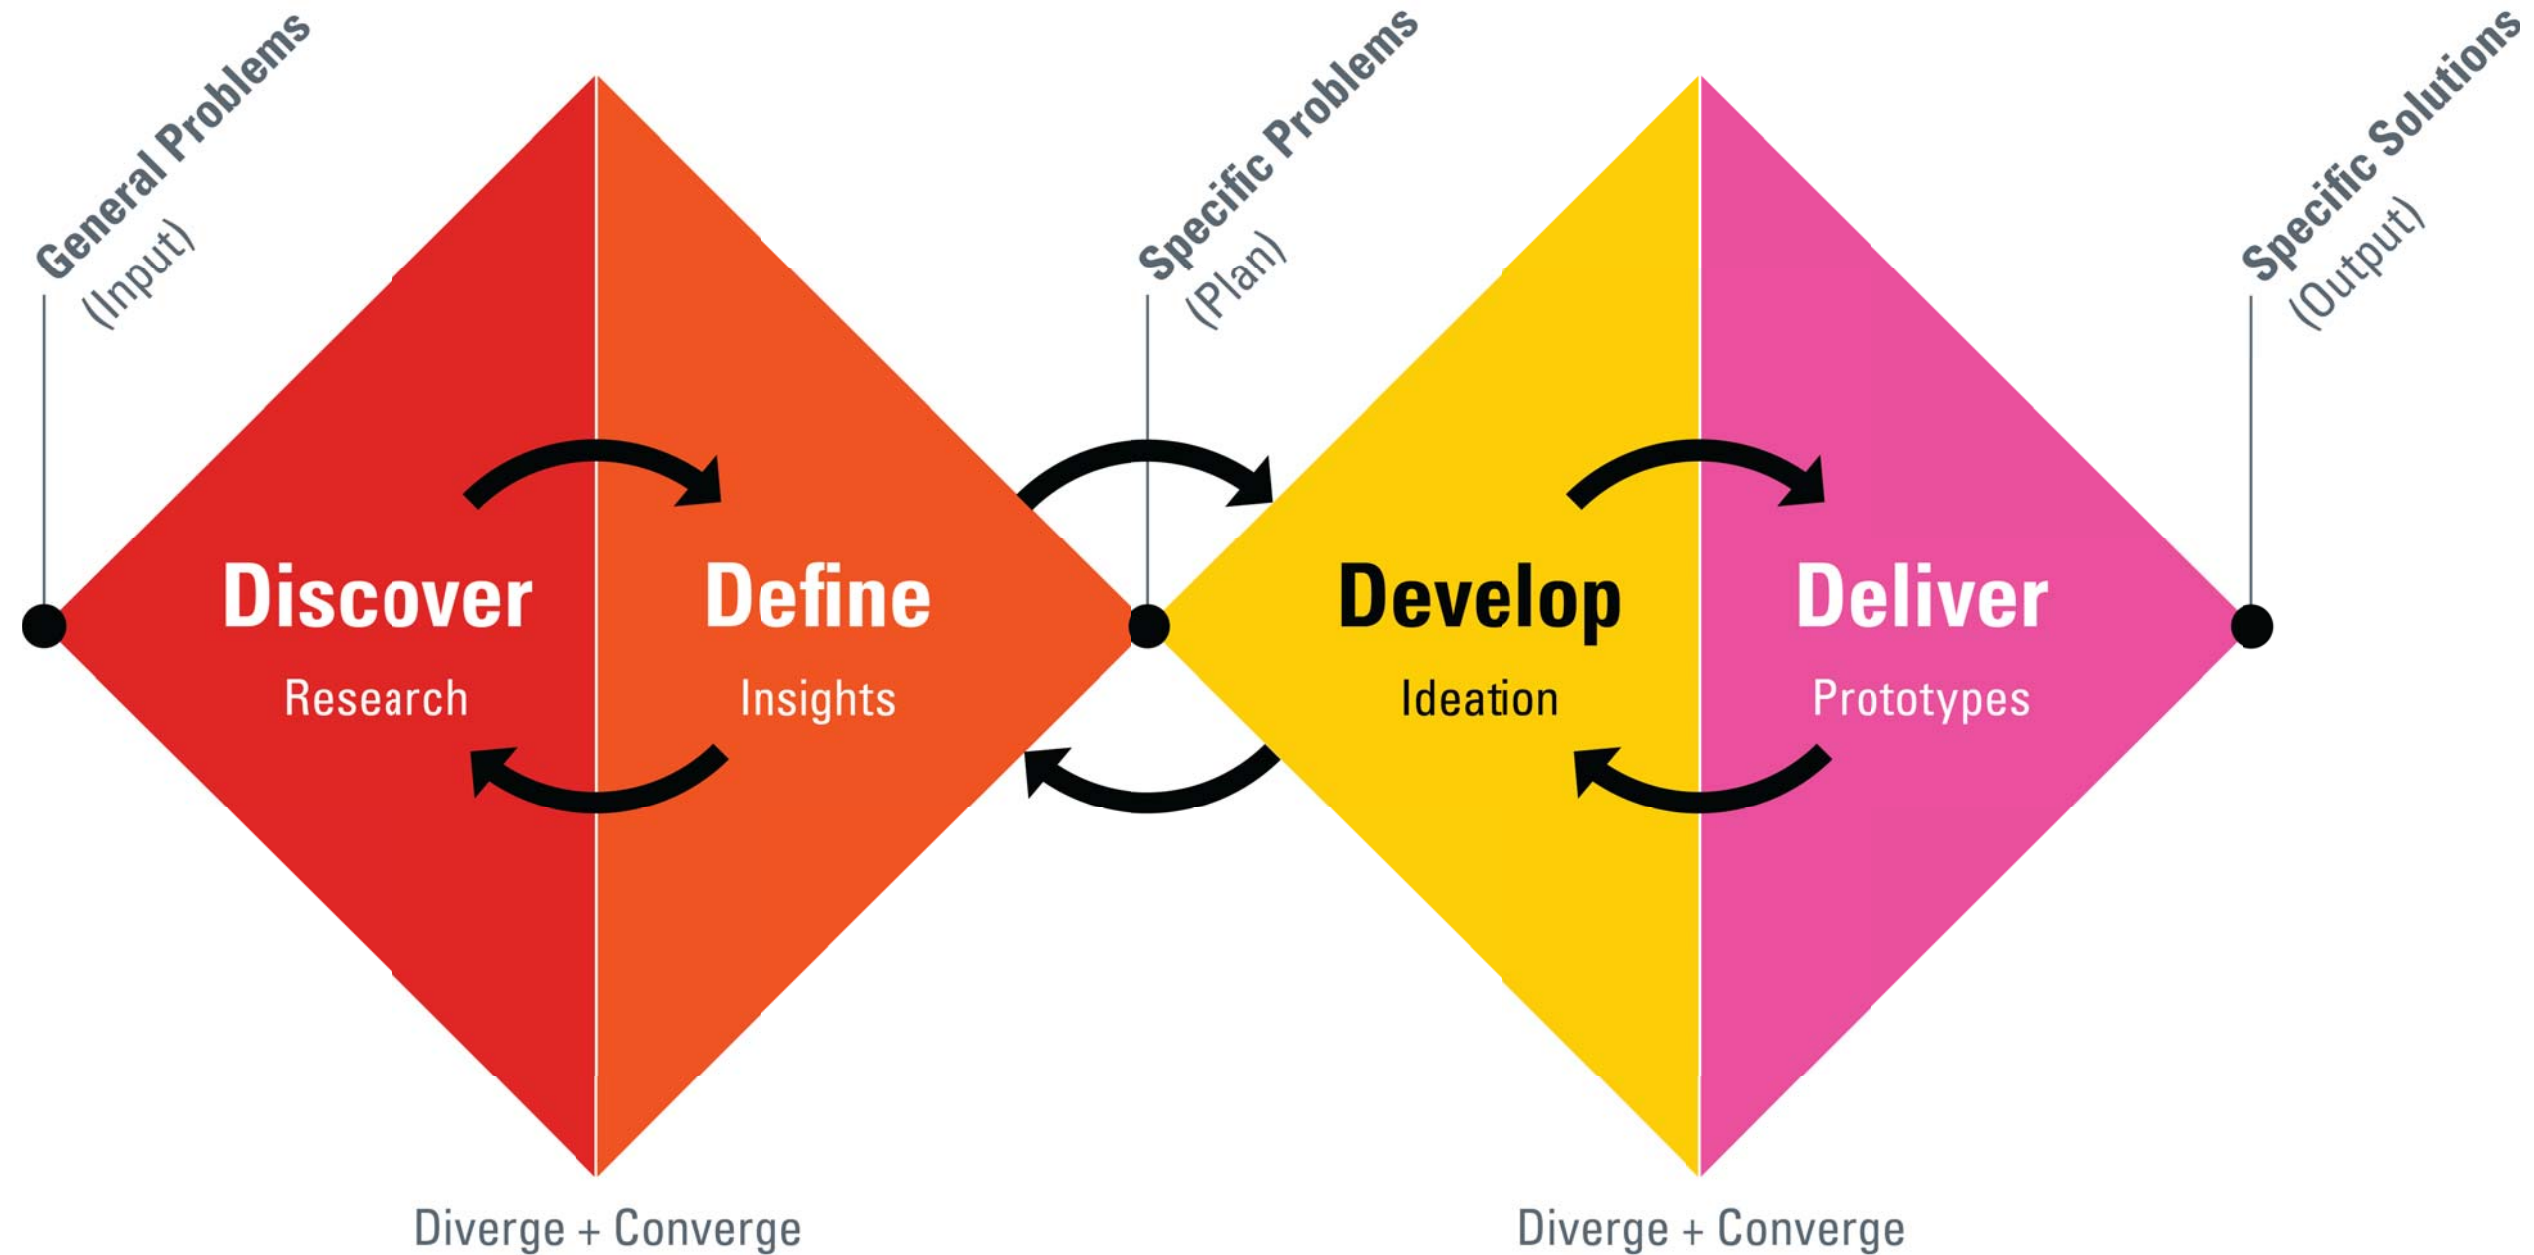 General Problems
(Input)
Specific Problems
(Plan)
Specific Solutions
(Output)
Discover
Research
Define
Insights
Develop
Ideation
Deliver
Prototypes
Diverge + Converge
Diverge + Converge